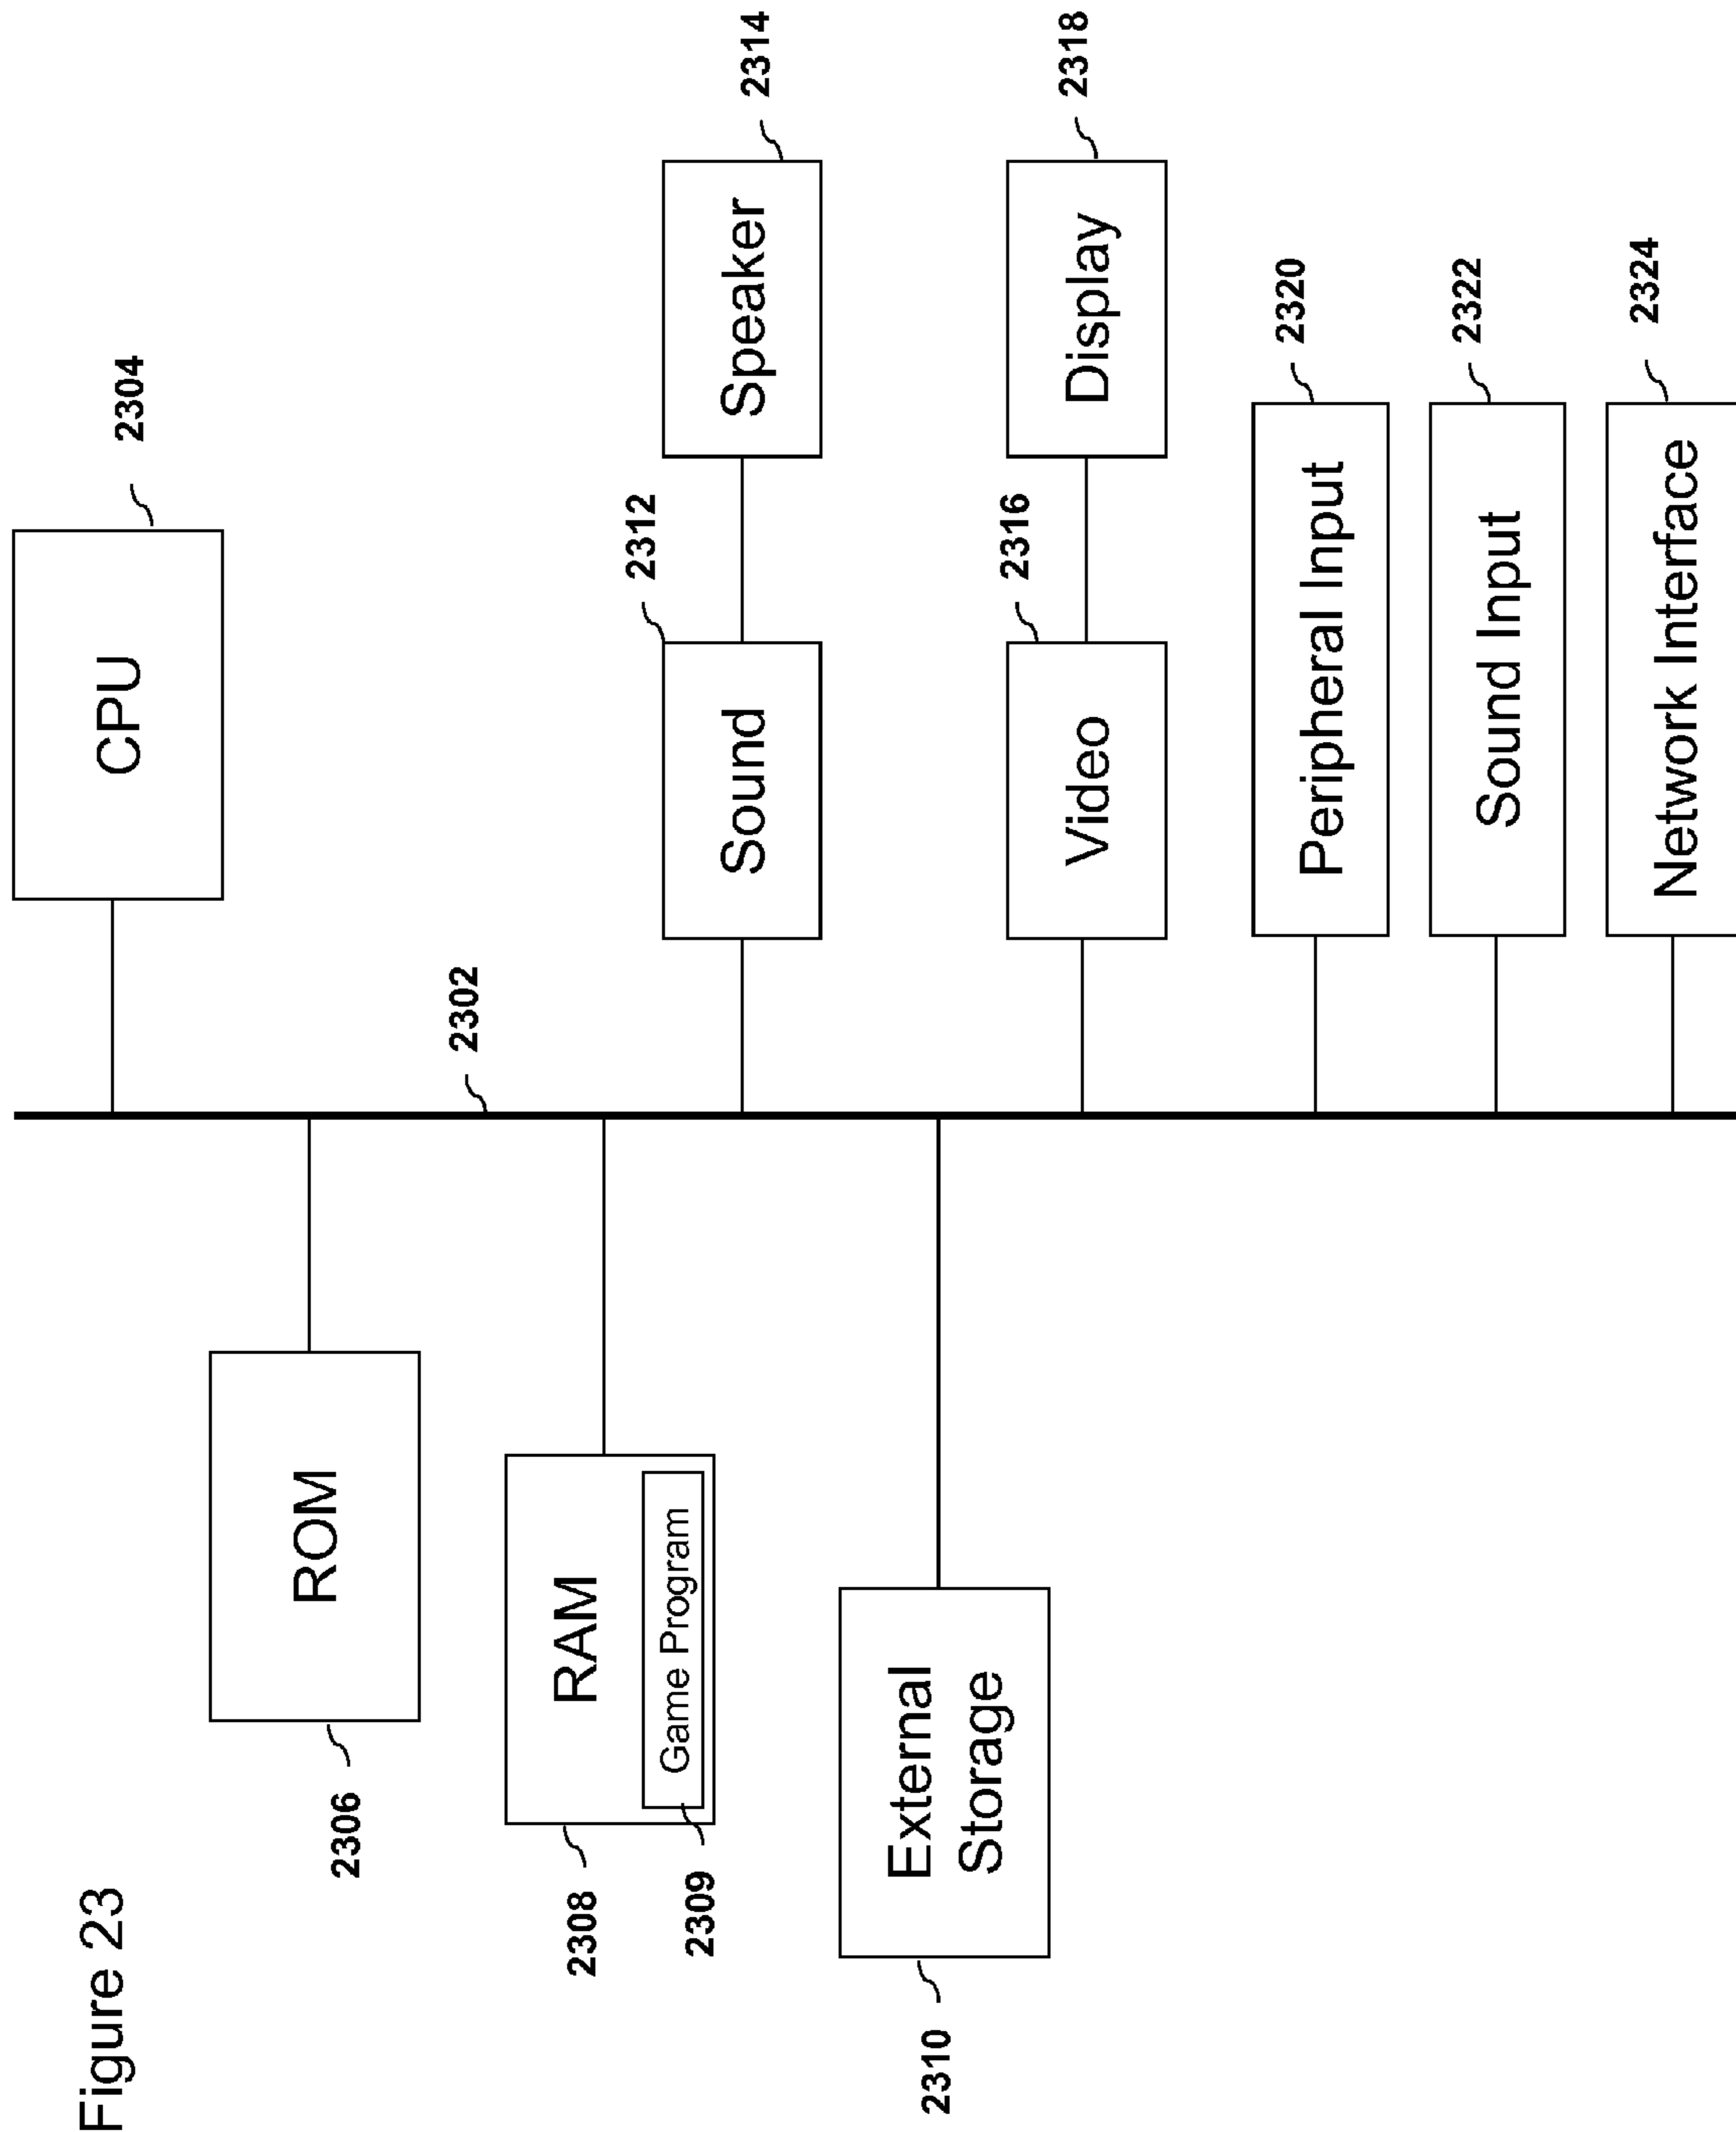 Figure 23
2304
CPU
2306
ROM
2302
2308
RAM
Game Program
2309
2312
2314
Sound
Speaker
2310
External
Storage
2316
2318
Video
Display
2320
Peripheral Input
2322
Sound Input
2324
Network Interface